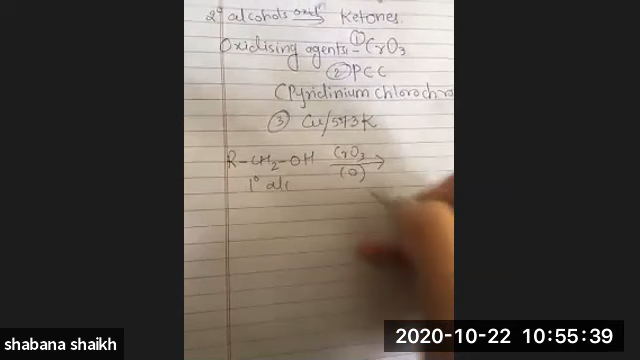 2° alcohols oxidn Ketones.
Oxidising agents:- ① CrO3
② PCC
(Pyridinium chlorochro
③ Cu/573K
R-CH2-OH CrO3 (O)
1° alc
shabana shaikh
2020-10-22 10:55:39